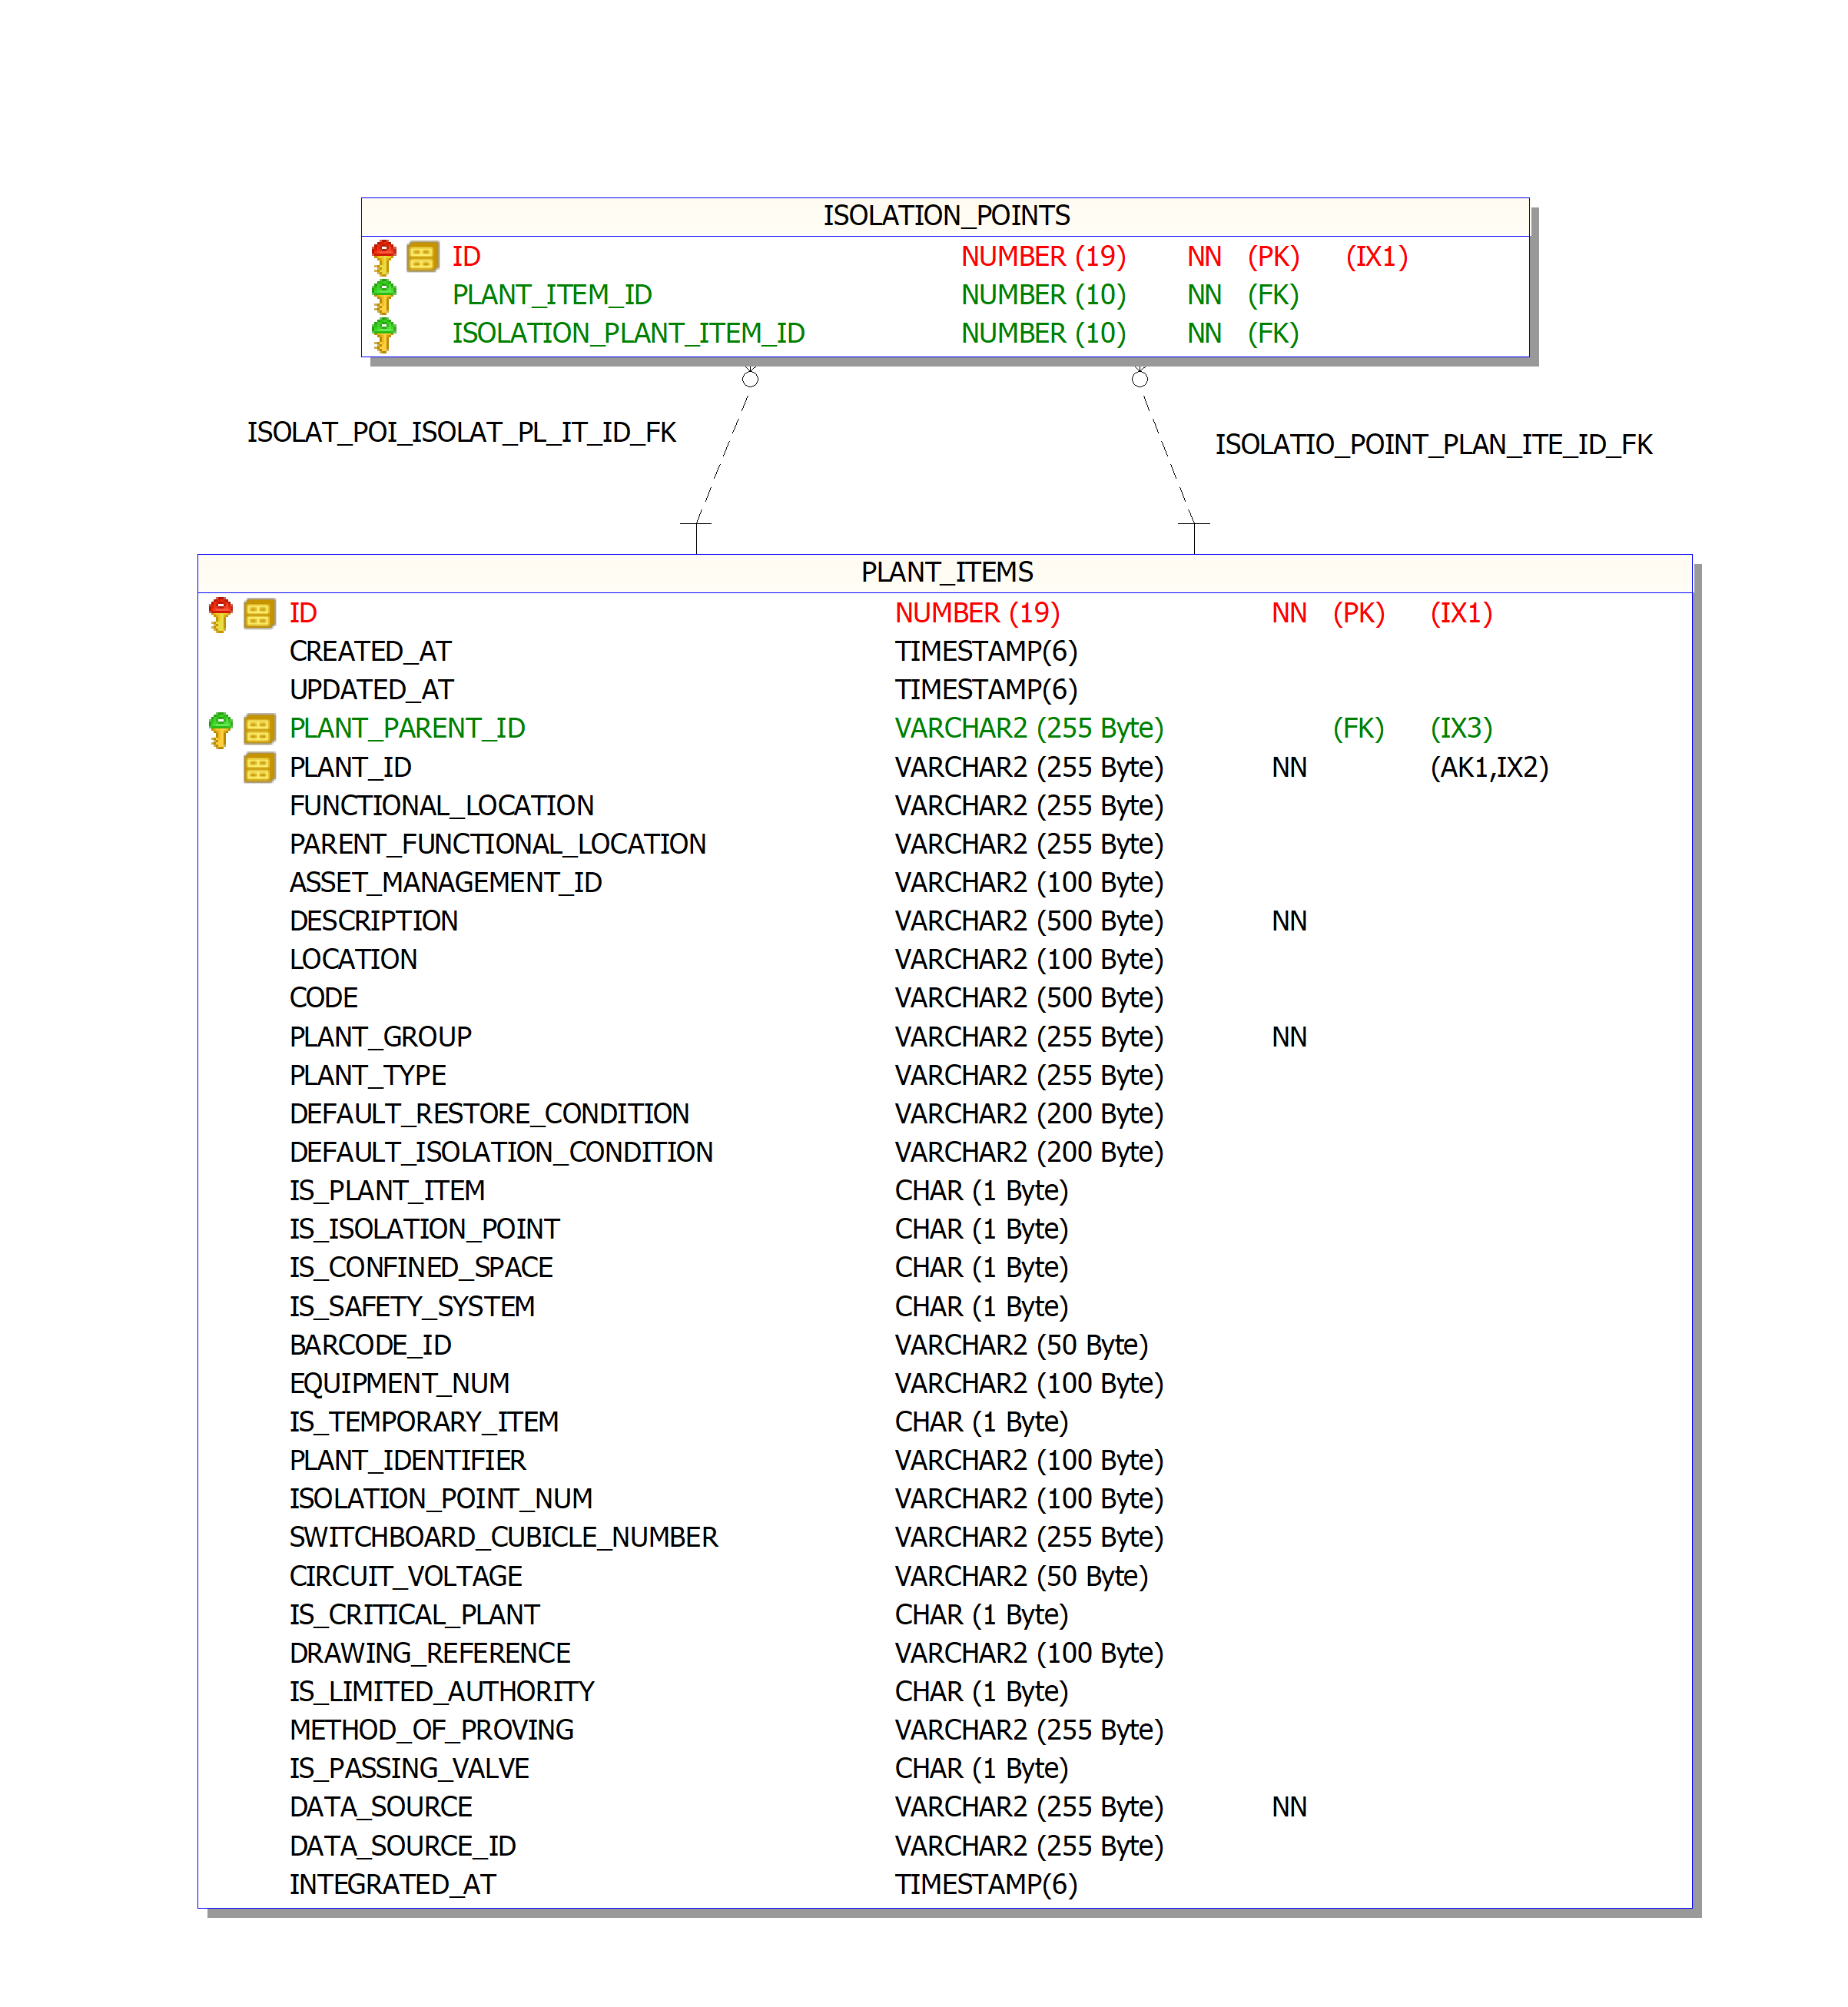 ISOLATION_POINTS
ID NUMBER (19) NN (PK) (IX1)
PLANT_ITEM_ID NUMBER (10) NN (FK)
ISOLATION_PLANT_ITEM_ID NUMBER (10) NN (FK)
ISOLAT_POI_ISOLAT_PL_IT_ID_FK
ISOLATIO_POINT_PLAN_ITE_ID_FK
PLANT_ITEMS
ID NUMBER (19) NN (PK) (IX1)
CREATED_AT TIMESTAMP(6)
UPDATED_AT TIMESTAMP(6)
PLANT_PARENT_ID VARCHAR2 (255 Byte) (FK) (IX3)
PLANT_ID VARCHAR2 (255 Byte) NN (AK1,IX2)
FUNCTIONAL_LOCATION VARCHAR2 (255 Byte)
PARENT_FUNCTIONAL_LOCATION VARCHAR2 (255 Byte)
ASSET_MANAGEMENT_ID VARCHAR2 (100 Byte)
DESCRIPTION VARCHAR2 (500 Byte) NN
LOCATION VARCHAR2 (100 Byte)
CODE VARCHAR2 (500 Byte)
PLANT_GROUP VARCHAR2 (255 Byte) NN
PLANT_TYPE VARCHAR2 (255 Byte)
DEFAULT_RESTORE_CONDITION VARCHAR2 (200 Byte)
DEFAULT_ISOLATION_CONDITION VARCHAR2 (200 Byte)
IS_PLANT_ITEM CHAR (1 Byte)
IS_ISOLATION_POINT CHAR (1 Byte)
IS_CONFINED_SPACE CHAR (1 Byte)
IS_SAFETY_SYSTEM CHAR (1 Byte)
BARCODE_ID VARCHAR2 (50 Byte)
EQUIPMENT_NUM VARCHAR2 (100 Byte)
IS_TEMPORARY_ITEM CHAR (1 Byte)
PLANT_IDENTIFIER VARCHAR2 (100 Byte)
ISOLATION_POINT_NUM VARCHAR2 (100 Byte)
SWITCHBOARD_CUBICLE_NUMBER VARCHAR2 (255 Byte)
CIRCUIT_VOLTAGE VARCHAR2 (50 Byte)
IS_CRITICAL_PLANT CHAR (1 Byte)
DRAWING_REFERENCE VARCHAR2 (100 Byte)
IS_LIMITED_AUTHORITY CHAR (1 Byte)
METHOD_OF_PROVING VARCHAR2 (255 Byte)
IS_PASSING_VALVE CHAR (1 Byte)
DATA_SOURCE VARCHAR2 (255 Byte) NN
DATA_SOURCE_ID VARCHAR2 (255 Byte)
INTEGRATED_AT TIMESTAMP(6)